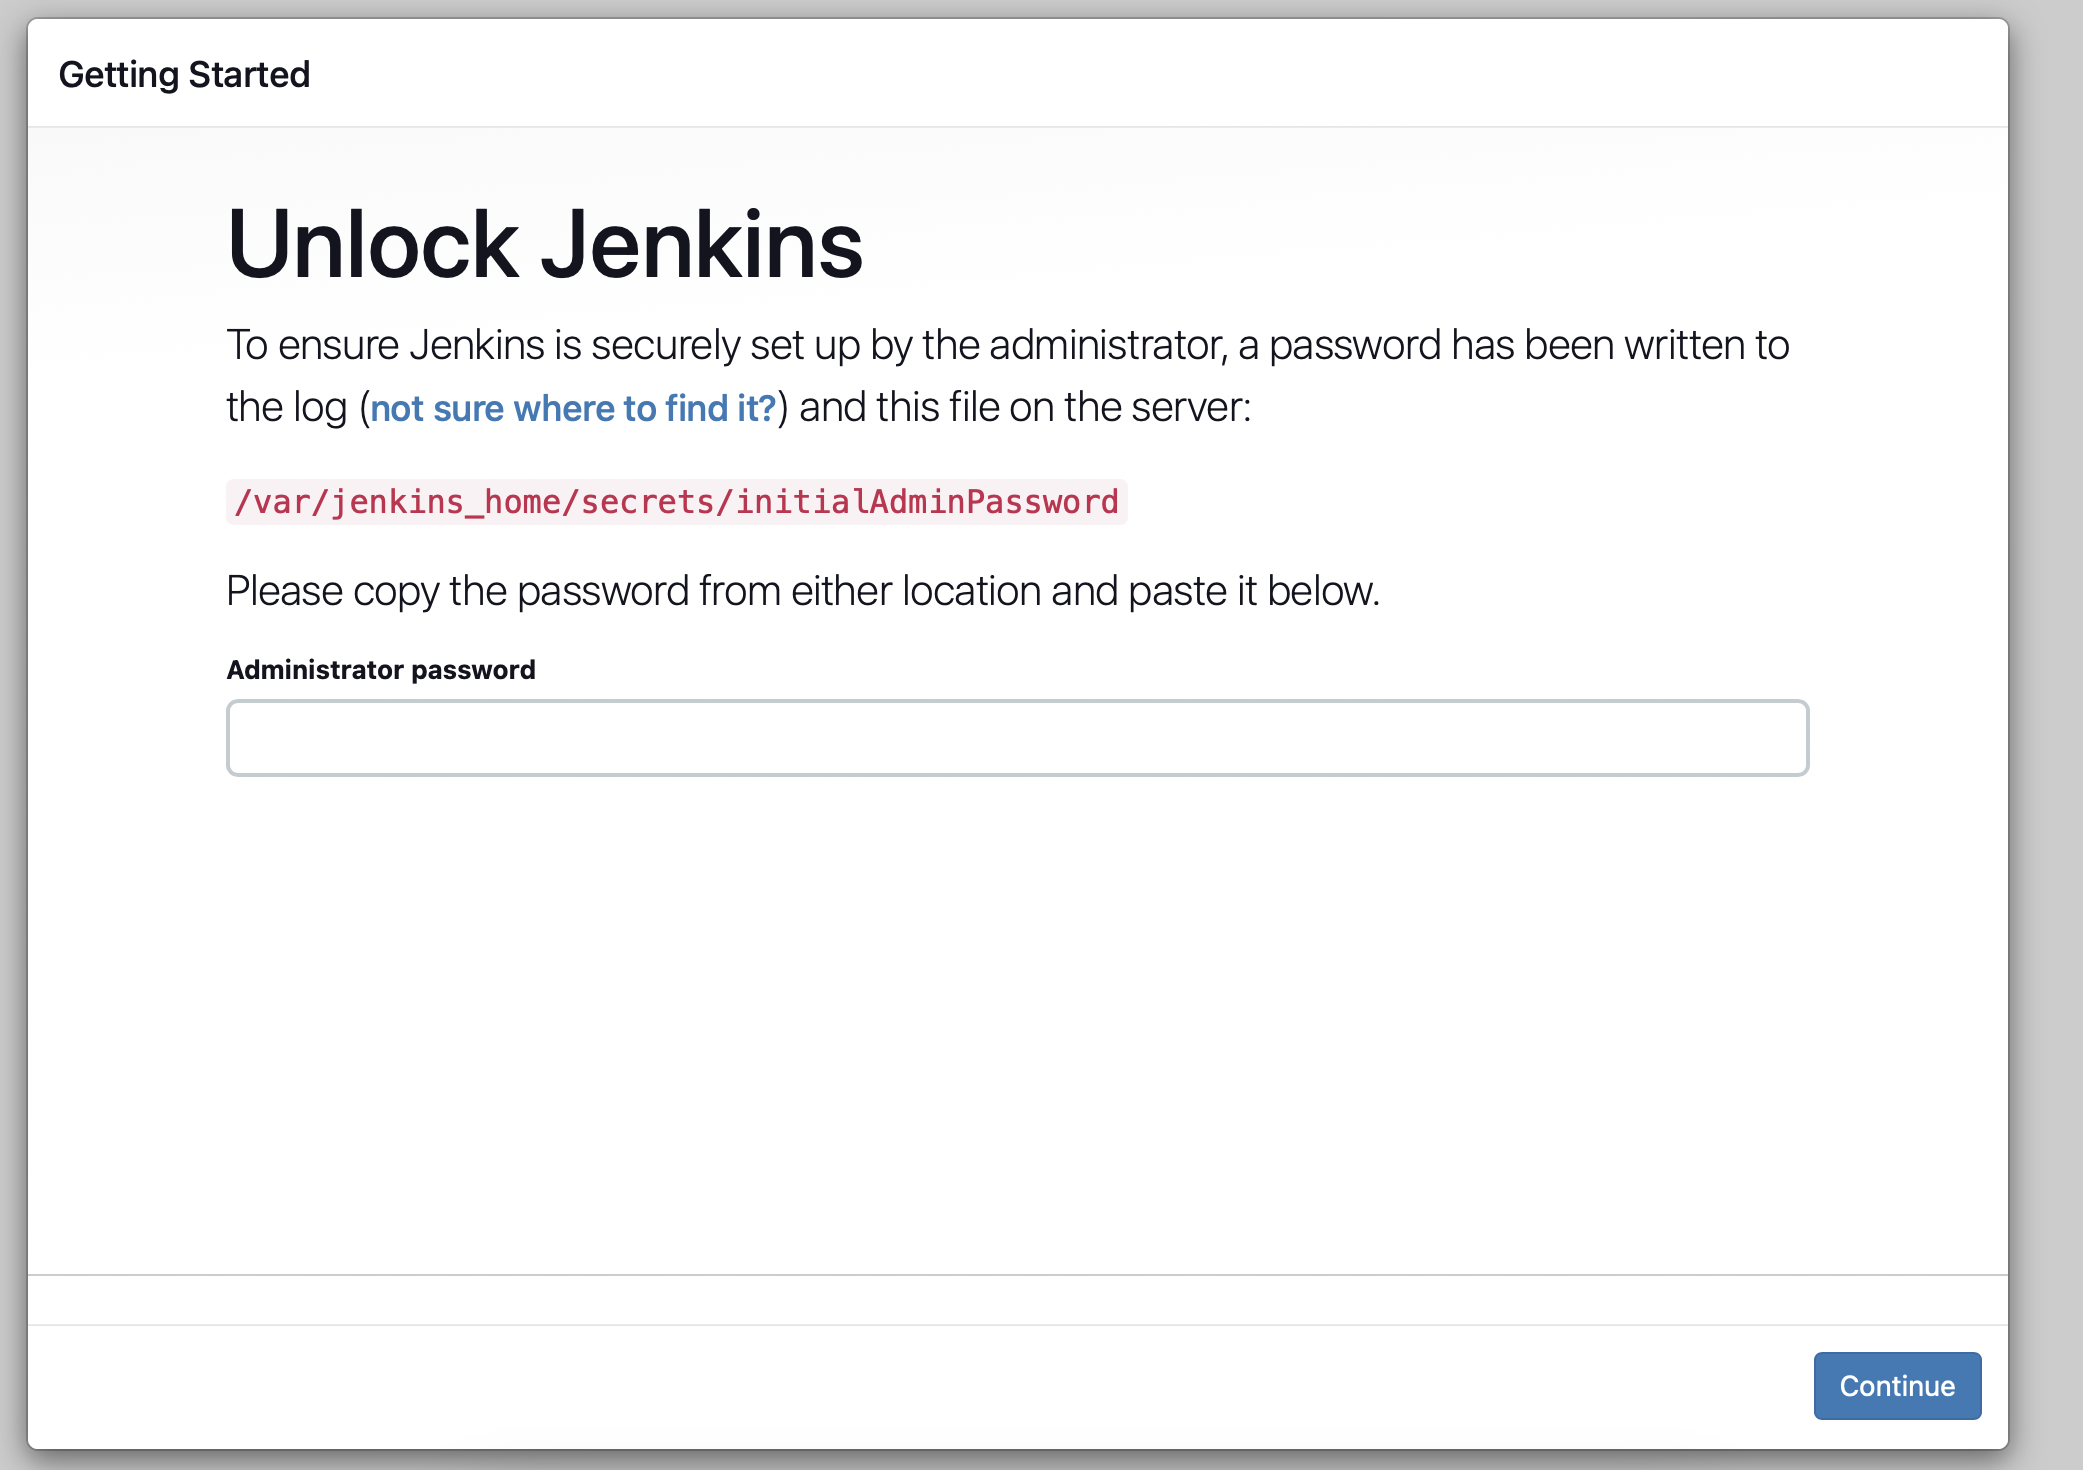 Getting Started
Unlock Jenkins
To ensure Jenkins is securely set up by the administrator, a password has been written to
the log (not sure where to find it?) and this file on the server:
/var/jenkins_home/secrets/initialAdminPassword
Please copy the password from either location and paste it below.
Administrator password
Continue